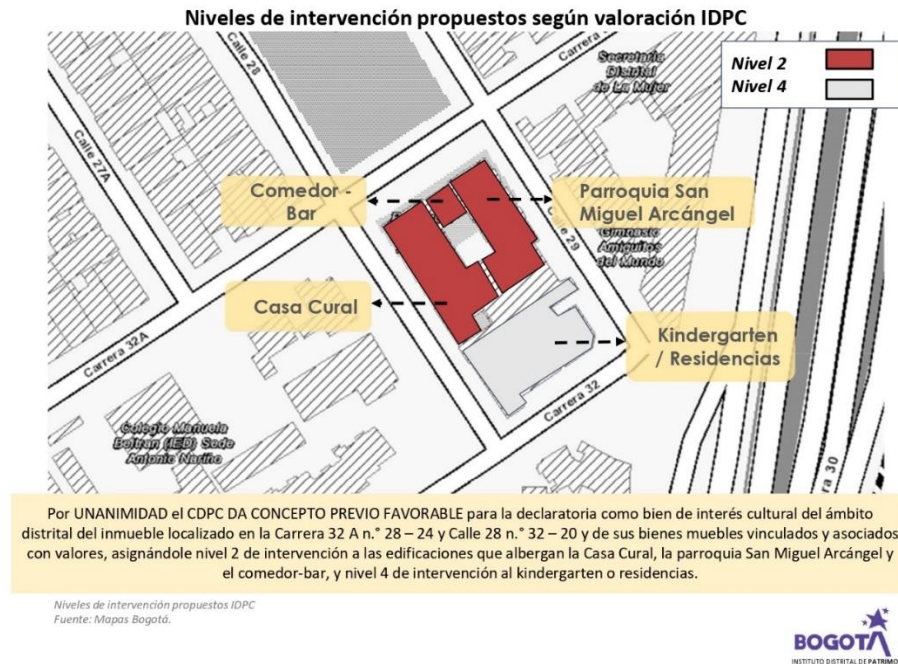 Niveles de intervención propuestos según valoración IDPC
Nivel 2
Nivel 4
Calle 28
Carrera 3
Secretaria
Distrital
de La Mujer
Calle 27A
Comedor -
Bar
Parroquia San
Miguel Arcángel
Calle 29
Gimnasio
Amiguitos
del Mundo
Casa Cural
Kindergarten
/ Residencias
Carrera 32A
Carrera 32
Colegio Manuela
Beltran (IED) Sede
Antonio Nariño
a 30
Por UNANIMIDAD el CDPC DA CONCEPTO PREVIO FAVORABLE para la declaratoria como bien de interés cultural del ámbito
distrital del inmueble localizado en la Carrera 32 A n.° 28 – 24 y Calle 28 n.° 32 – 20 y de sus bienes muebles vinculados y asociados
con valores, asignándole nivel 2 de intervención a las edificaciones que albergan la Casa Cural, la parroquia San Miguel Arcángel y
el comedor-bar, y nivel 4 de intervención al kindergarten o residencias.
Niveles de intervención propuestos IDPC
Fuente: Mapas Bogotá.
BOGOTÁ
INSTITUTO DISTRITAL DE PATRIMO